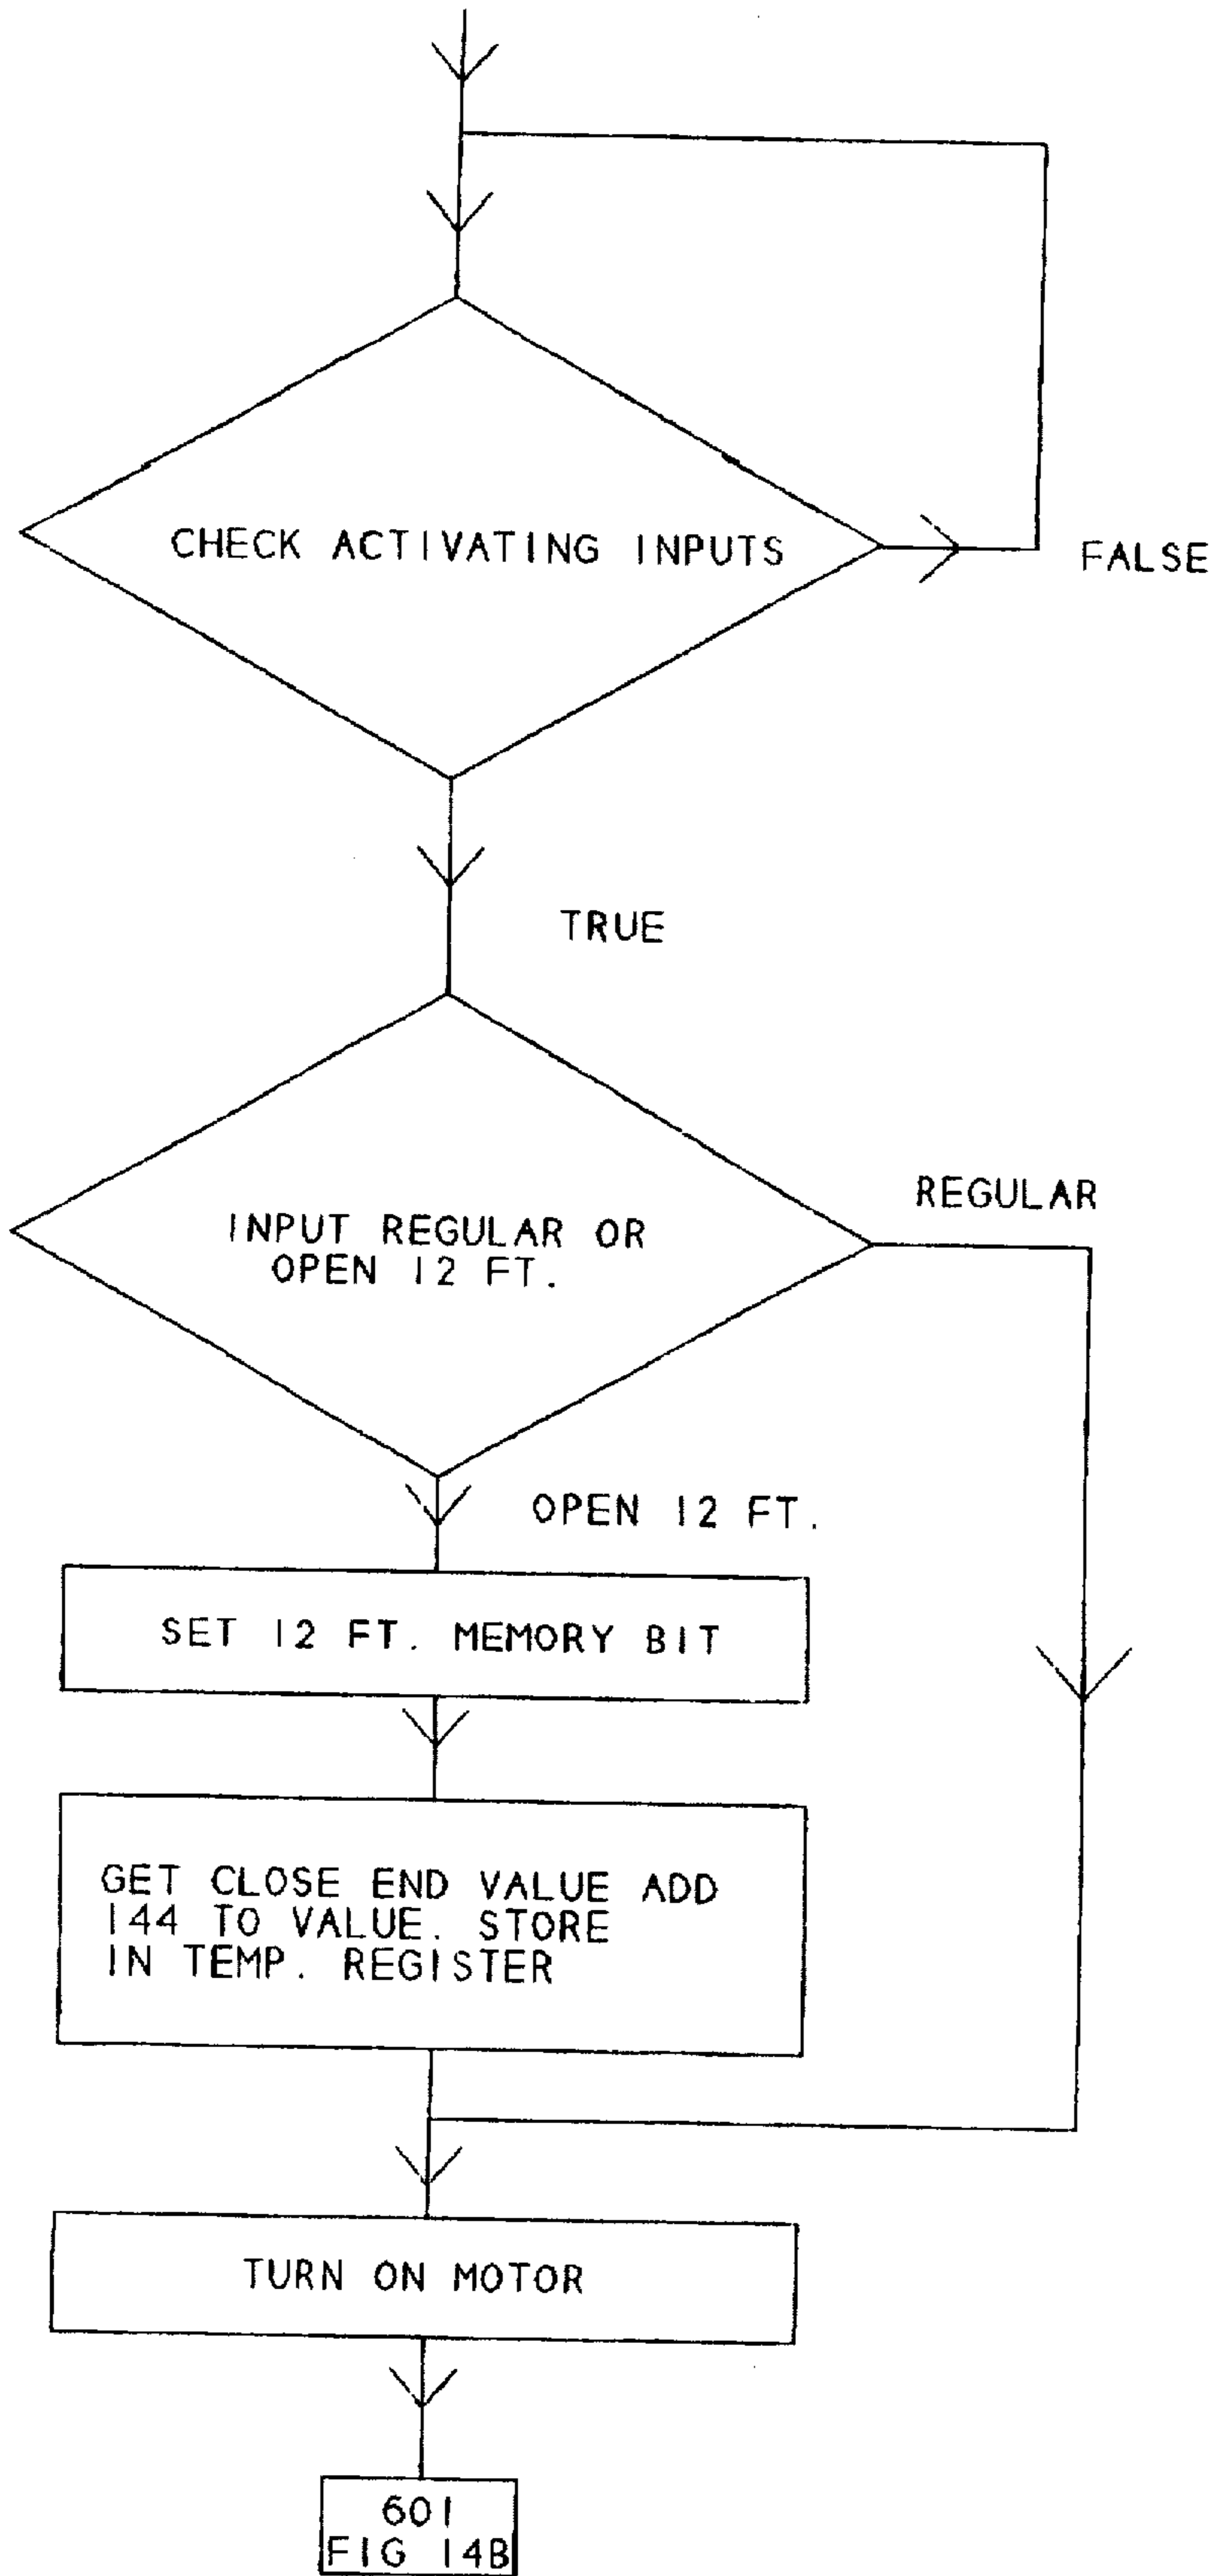 CHECK ACTIVATING INPUTS
FALSE
TRUE
REGULAR
INPUT REGULAR OR
OPEN 12 FT.
OPEN 12 FT.
SET 12 FT. MEMORY BIT
GET CLOSE END VALUE ADD
144 TO VALUE. STORE
IN TEMP. REGISTER
TURN ON MOTOR
601
FIG 14B